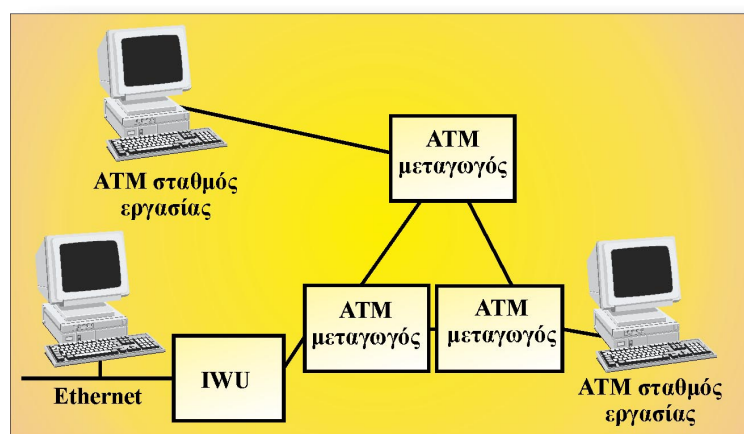 ATM
μεταγωγός
ATM σταθμός
εργασίας
ATM
μεταγωγός
ATM
μεταγωγός
IWU
Ethernet
ATM σταθμός
εργασίας